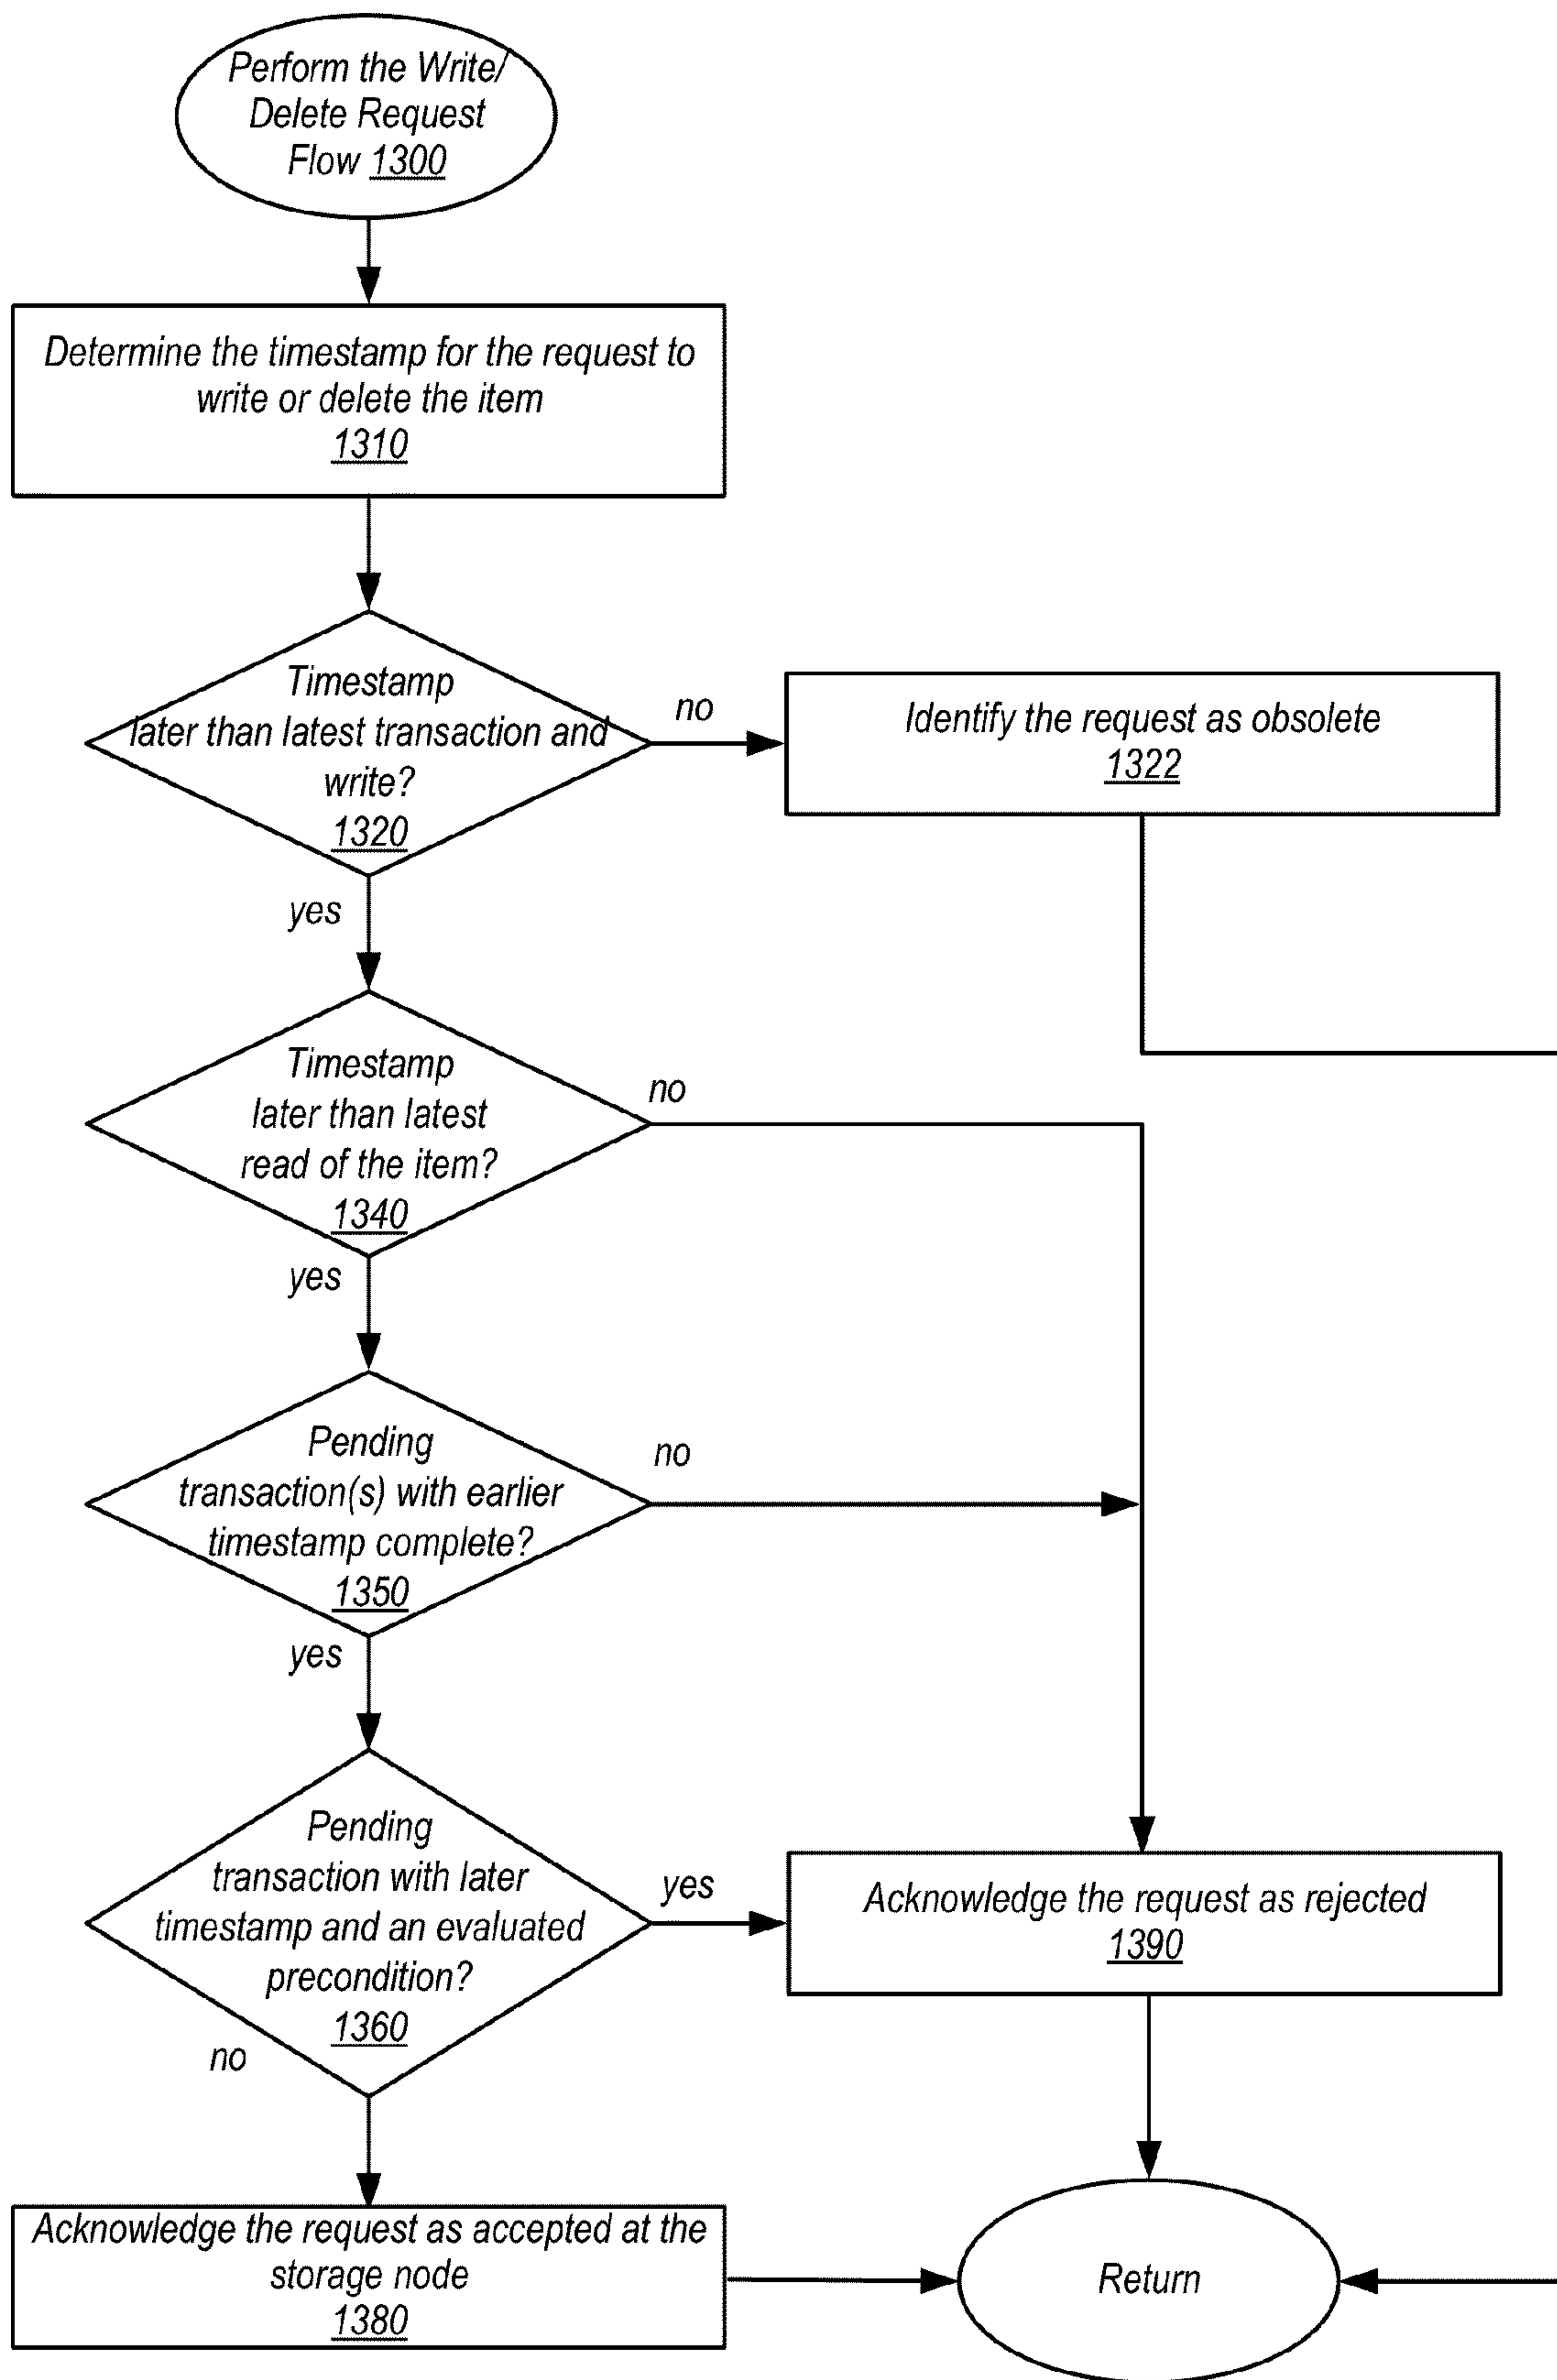 Perform the Write/
Delete Request
Flow 1300
Determine the timestamp for the request to
write or delete the item
1310
Timestamp
later than latest transaction and
write?
1320
no
Identify the request as obsolete
1322
yes
Timestamp
later than latest
read of the item?
1340
no
yes
Pending
transaction(s) with earlier
timestamp complete?
1350
no
yes
Pending
transaction with later
timestamp and an evaluated
precondition?
1360
yes
Acknowledge the request as rejected
1390
no
Acknowledge the request as accepted at the
storage node
1380
Return